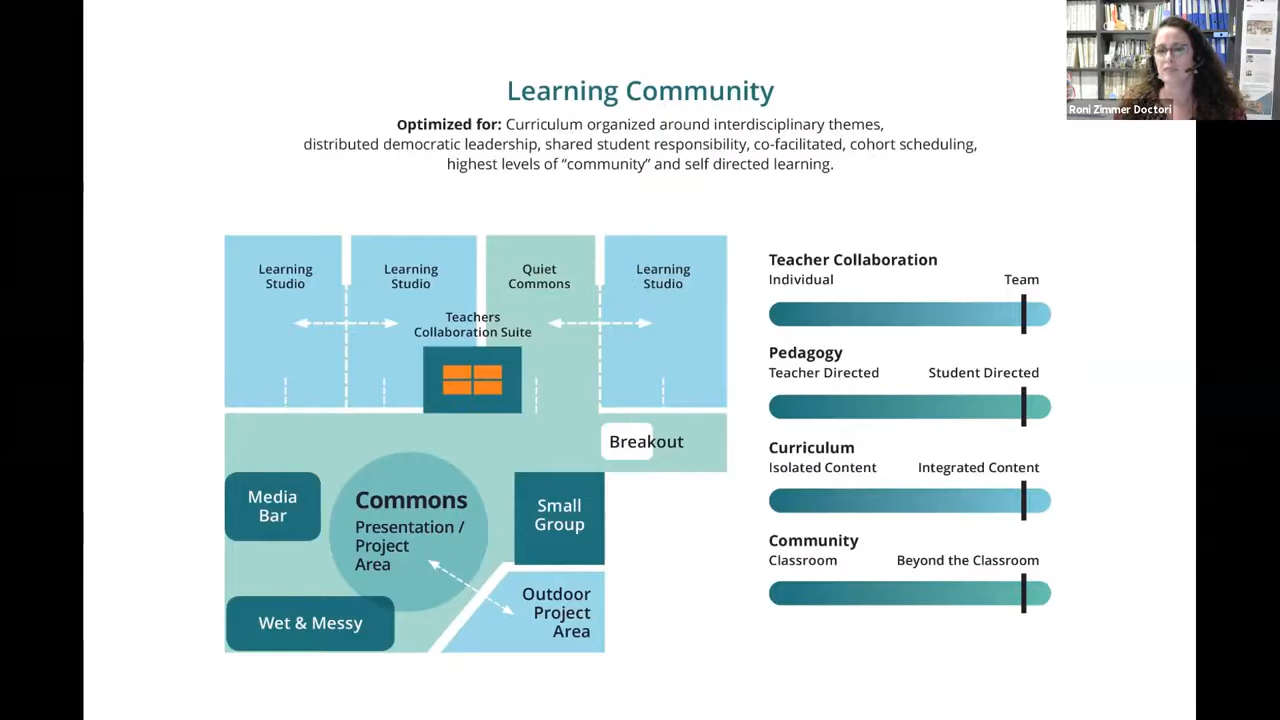 Learning Community
Optimized for: Curriculum organized around interdisciplinary themes,
distributed democratic leadership, shared student responsibility, co-facilitated, cohort scheduling,
highest levels of “community” and self directed learning.
Roni Zimmer Doctori
Learning
Studio
Learning
Studio
Quiet
Commons
Learning
Studio
Teachers
Collaboration Suite
Breakout
Media
Bar
Commons
Presentation /
Project
Area
Small
Group
Outdoor
Project
Area
Wet & Messy
Teacher Collaboration
Individual Team
Pedagogy
Teacher Directed Student Directed
Curriculum
Isolated Content Integrated Content
Community
Classroom Beyond the Classroom